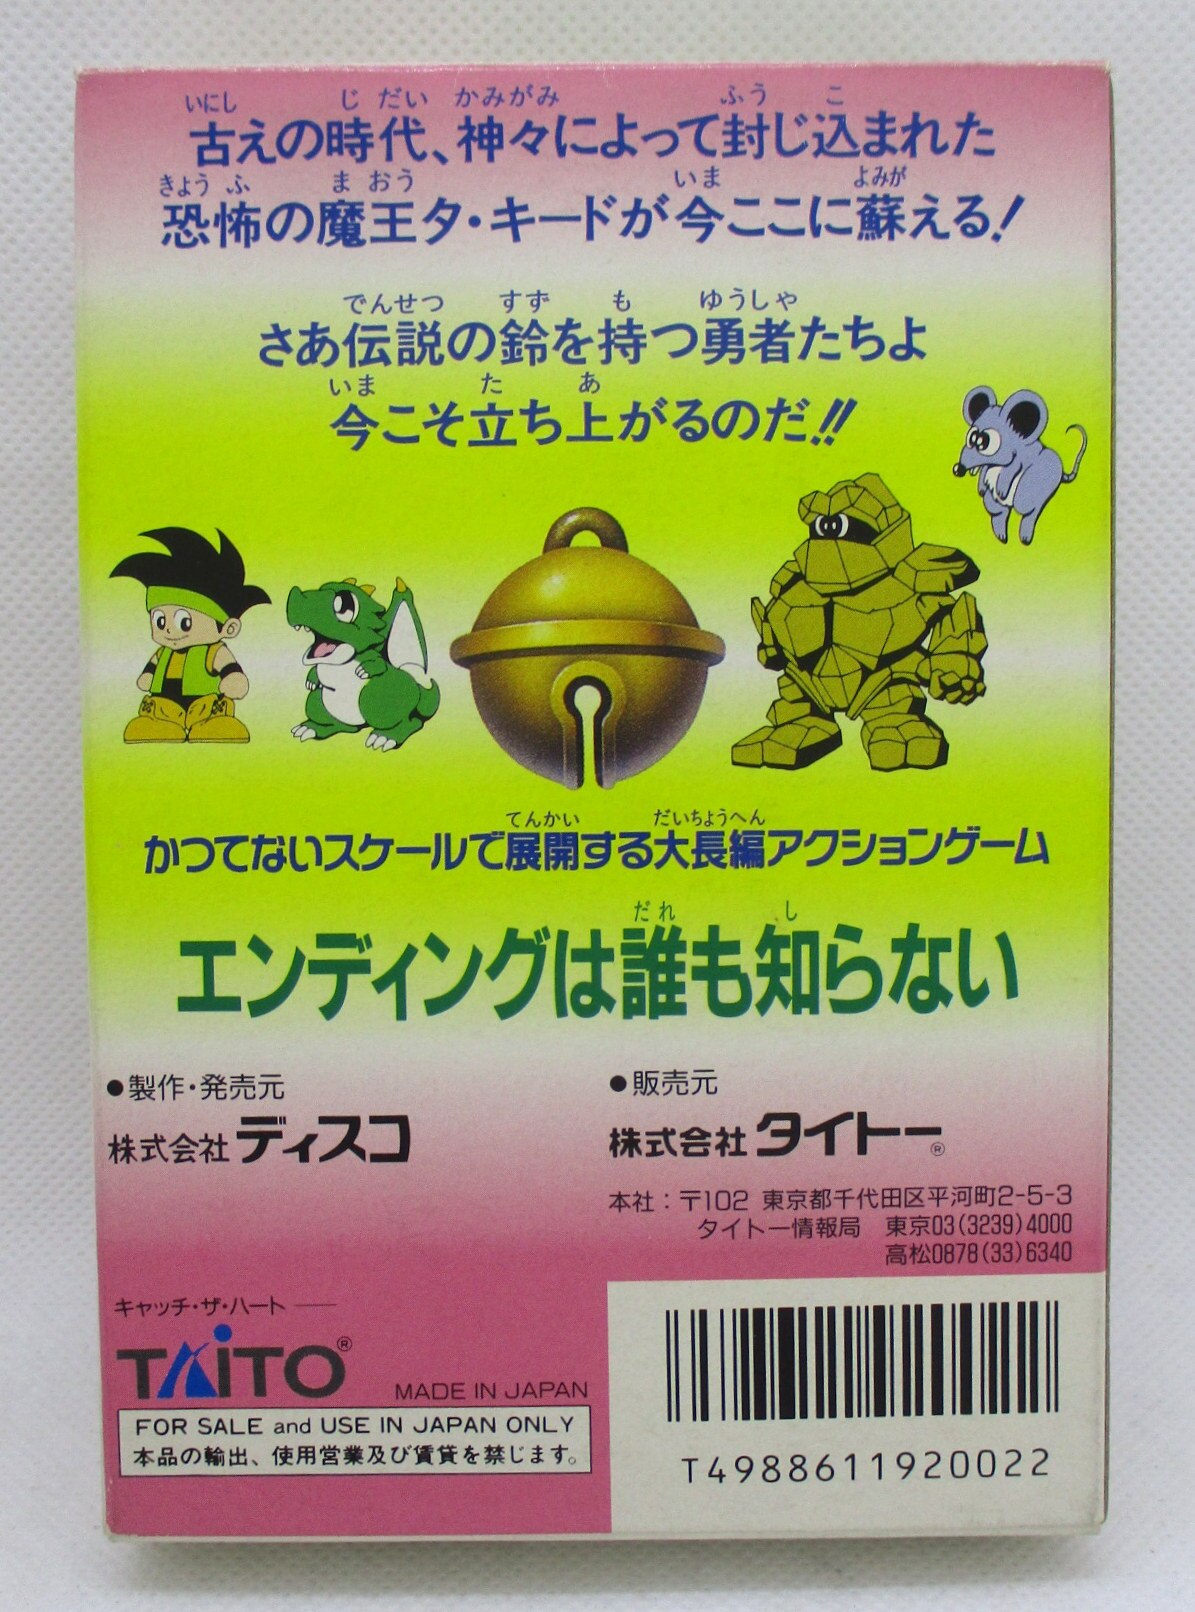 いにし じだい かみがみ ふう こ
古えの時代、神々によって封じ込まれた
きょうふ まおう いま よみが
恐怖の魔王タ・キードが今ここに蘇える!
でんせつ すず も ゆうしゃ
さあ伝説の鈴を持つ勇者たちよ
いま た あ
今こそ立ち上がるのだ!!
てんかい だいちょうへん
かつてないスケールで展開する大長編アクションゲーム
だれ し
エンディングは誰も知らない
●製作・発売元
株式会社 ディスコ
●販売元
株式会社 タイトー®
本社：〒102 東京都千代田区平河町2-5-3
タイトー情報局 東京03(3239)4000
高松0878(33)6340
キャッチ・ザ・ハート──
TAITO®
MADE IN JAPAN
FOR SALE and USE IN JAPAN ONLY
本品の輸出、使用営業及び賃貸を禁じます。
T4988611920022